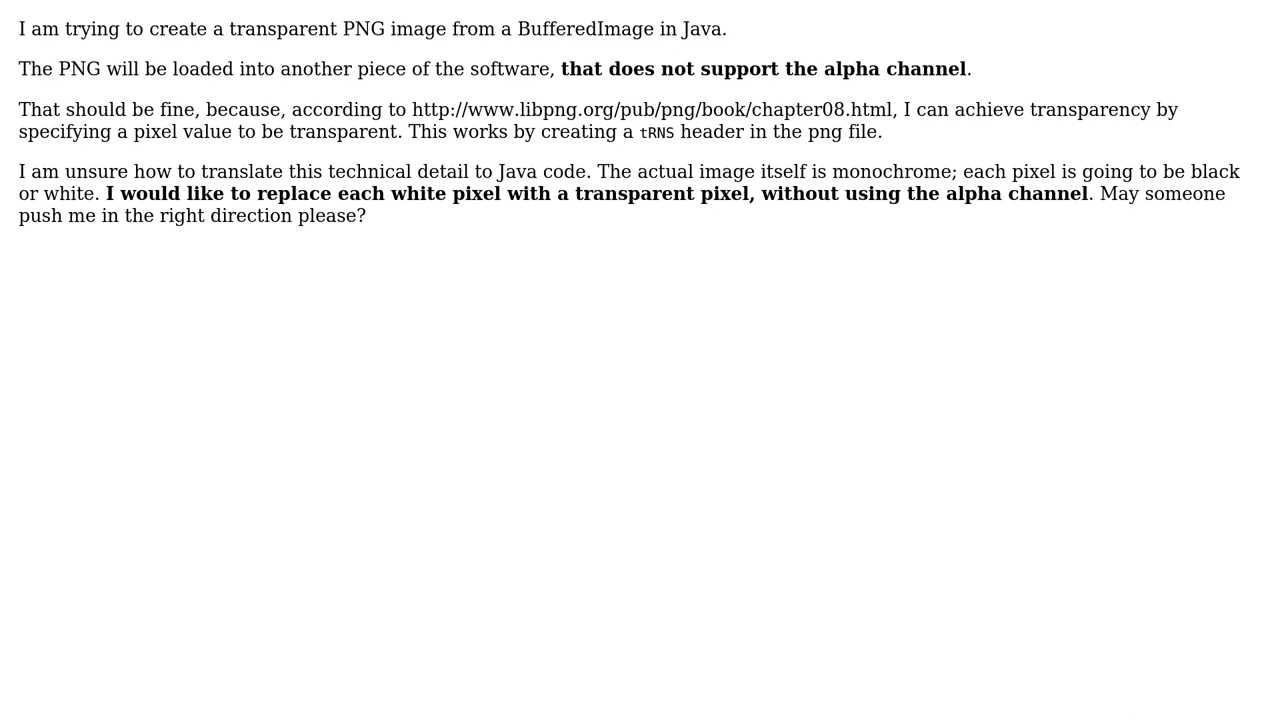 I am trying to create a transparent PNG image from a BufferedImage in Java.
The PNG will be loaded into another piece of the software, that does not support the alpha channel.
That should be fine, because, according to http://www.libpng.org/pub/png/book/chapter08.html, I can achieve transparency by
specifying a pixel value to be transparent. This works by creating a tRNS header in the png file.
I am unsure how to translate this technical detail to Java code. The actual image itself is monochrome; each pixel is going to be black
or white. I would like to replace each white pixel with a transparent pixel, without using the alpha channel. May someone
push me in the right direction please?